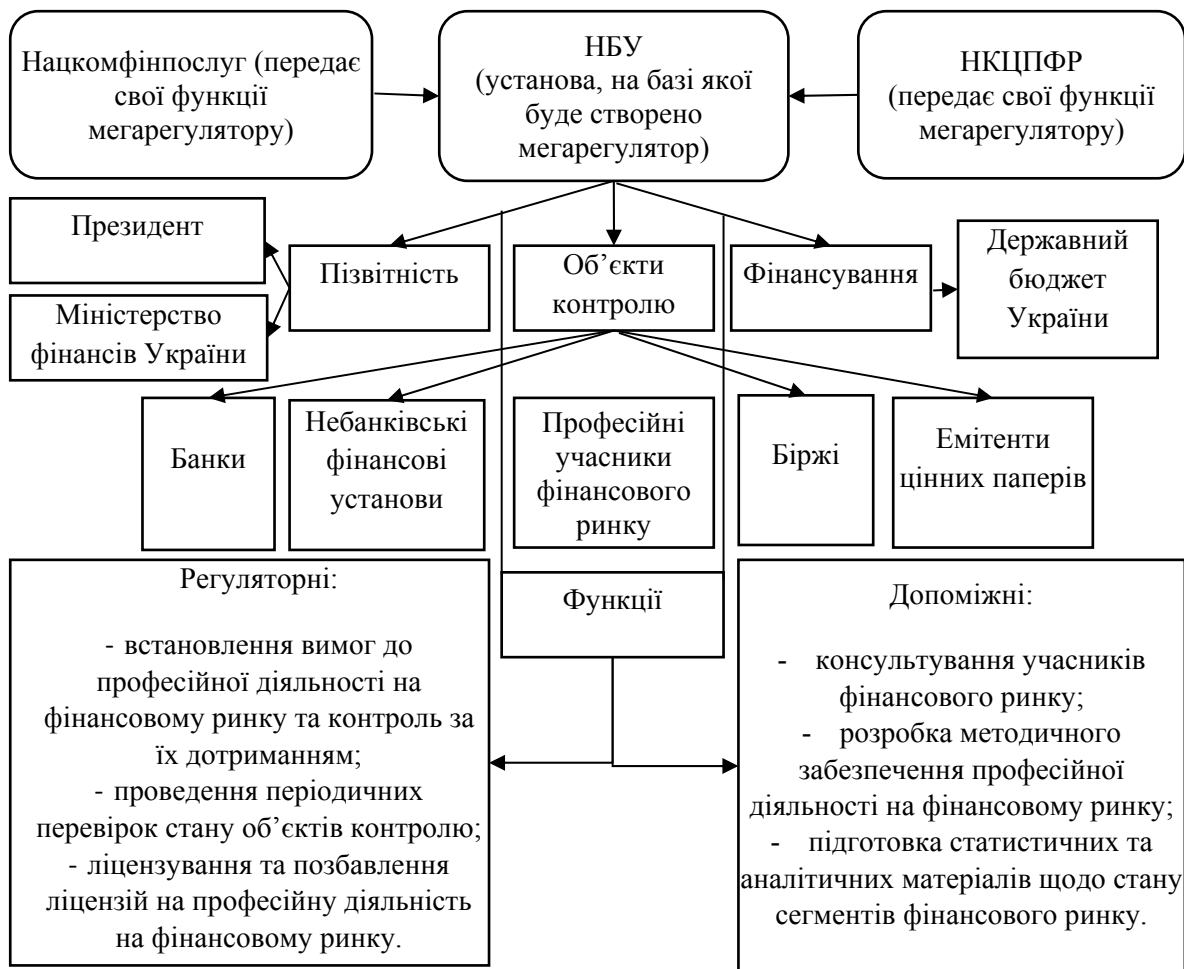 Нацкомфінпослуг (передає
свої функції
мегарегулятору)
НБУ
(установа, на базі якої
буде створено
мегарегулятор)
НКЦПФР
(передає свої функції
мегарегулятору)
Президент
Міністерство
фінансів України
Пізвітність
Об’єкти
контролю
Фінансування
Державний
бюджет
України
Банки
Небанківські
фінансові
установи
Професійні
учасники
фінансового
ринку
Біржі
Емітенти
цінних паперів
Регуляторні:
- встановлення вимог до
професійної діяльності на
фінансовому ринку та контроль за
їх дотриманням;
- проведення періодичних
перевірок стану об’єктів контролю;
- ліцензування та позбавлення
ліцензій на професійну діяльність
на фінансовому ринку.
Функції
Допоміжні:
- консультування учасників
фінансового ринку;
- розробка методичного
забезпечення професійної
діяльності на фінансовому ринку;
- підготовка статистичних та
аналітичних матеріалів щодо стану
сегментів фінансового ринку.